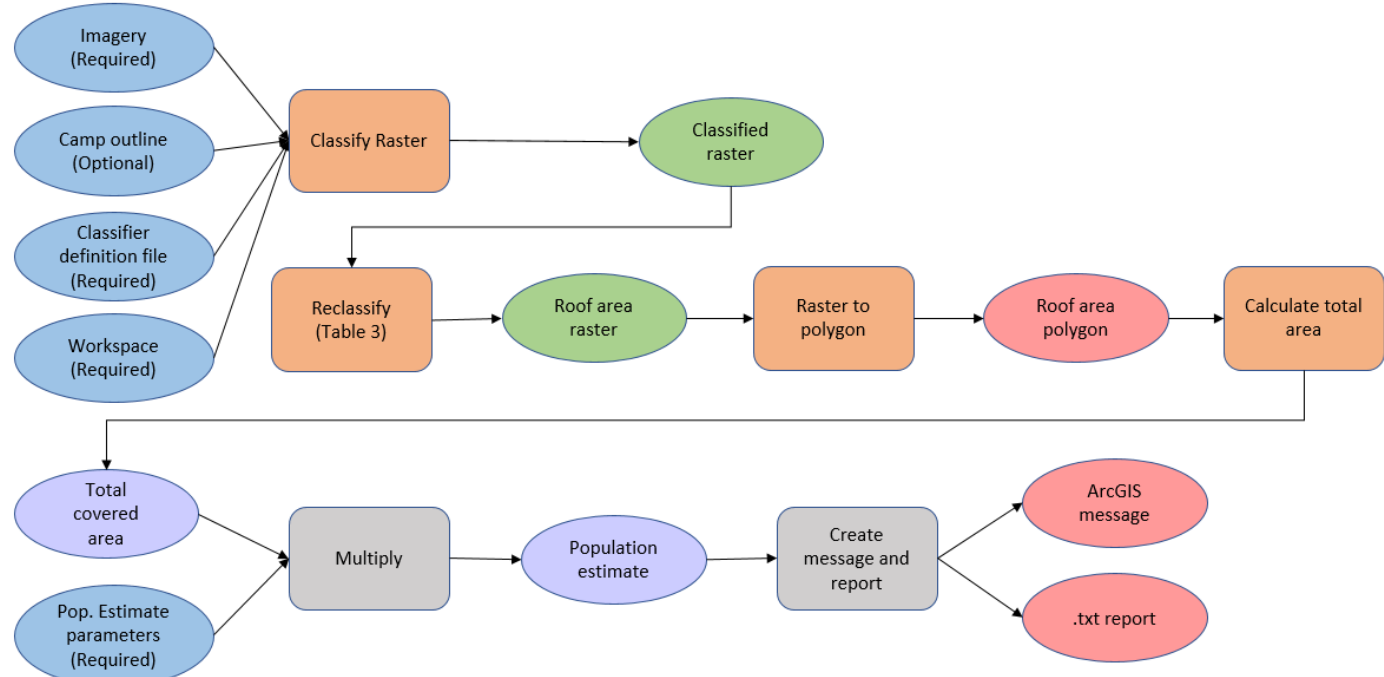 Imagery
(Required)
Camp outline
(Optional)
Classifier
definition file
(Required)
Workspace
(Required)
Classify Raster
Classified
raster
Reclassify
(Table 3)
Roof area
raster
Raster to
polygon
Roof area
polygon
Calculate total
area
Total
covered
area
Pop. Estimate
parameters
(Required)
Multiply
Population
estimate
Create
message and
report
ArcGIS
message
.txt report